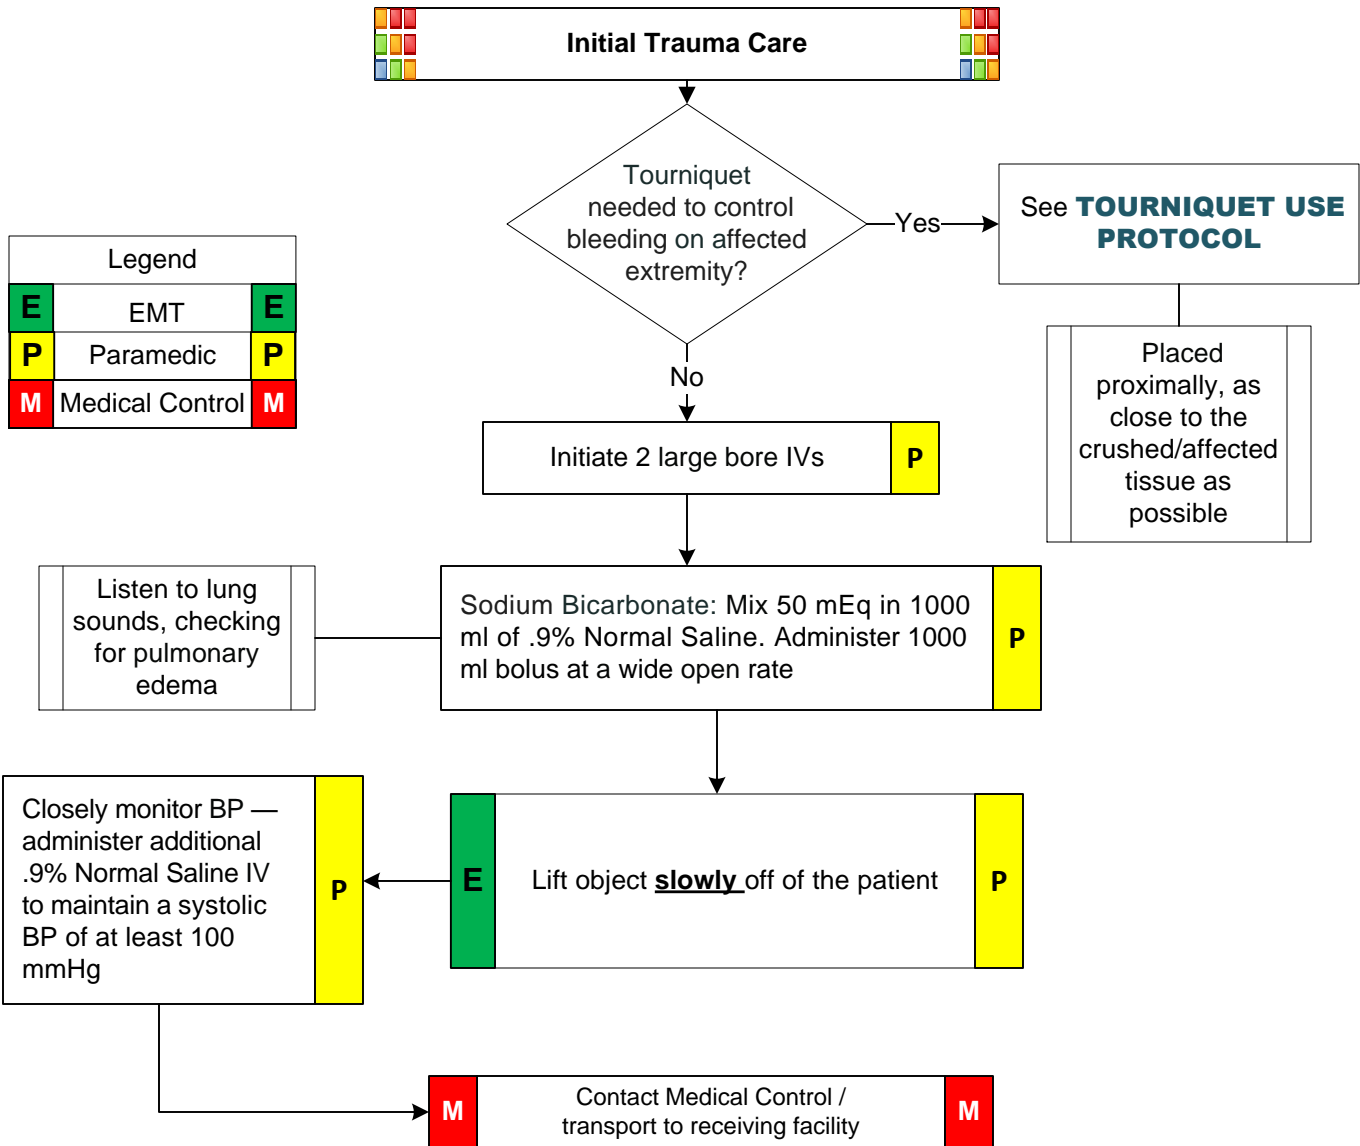 Initial Trauma Care
Tourniquet
needed to control
bleeding on affected
extremity?
Yes
See TOURNIQUET USE
PROTOCOL
Placed
proximally, as
close to the
crushed/affected
tissue as
possible
Legend
E EMT E
P Paramedic P
M Medical Control M
No
Initiate 2 large bore IVs P
Listen to lung
sounds, checking
for pulmonary
edema
Sodium Bicarbonate: Mix 50 mEq in 1000
ml of .9% Normal Saline. Administer 1000
ml bolus at a wide open rate
P
E Lift object slowly off of the patient P
Closely monitor BP —
administer additional
.9% Normal Saline IV
to maintain a systolic
BP of at least 100
mmHg
P
M Contact Medical Control / M
transport to receiving facility